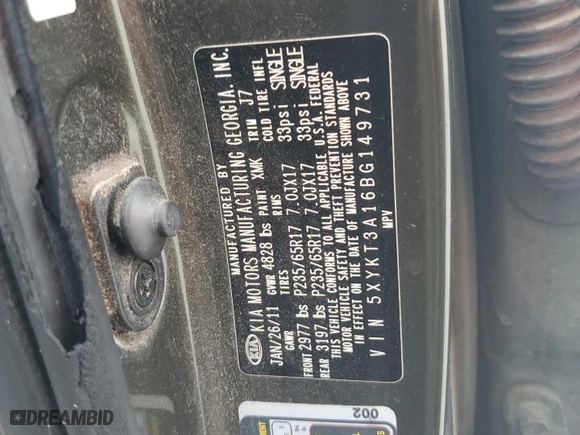 MANUFACTURED BY
KIA KIA MOTORS MANUFACTURING GEORGIA, INC.
JAN/26/11 GVWR 4828 lbs PAINT XMK TRIM J7
GAWR TIRES RIMS COLD TIRE INFL
FRONT 2977 lbs P235/65R17 7.0JX17 33psi SINGLE
REAR 3197 lbs P235/65R17 7.0JX17 33psi SINGLE
THIS VEHICLE CONFORMS TO ALL APPLICABLE U.S.A. FEDERAL
MOTOR VEHICLE SAFETY AND THEFT PREVENTION STANDARDS
IN EFFECT ON THE DATE OF MANUFACTURE SHOWN ABOVE
VIN 5XYKT3A16BG149731
MPV
002
DREAMBID